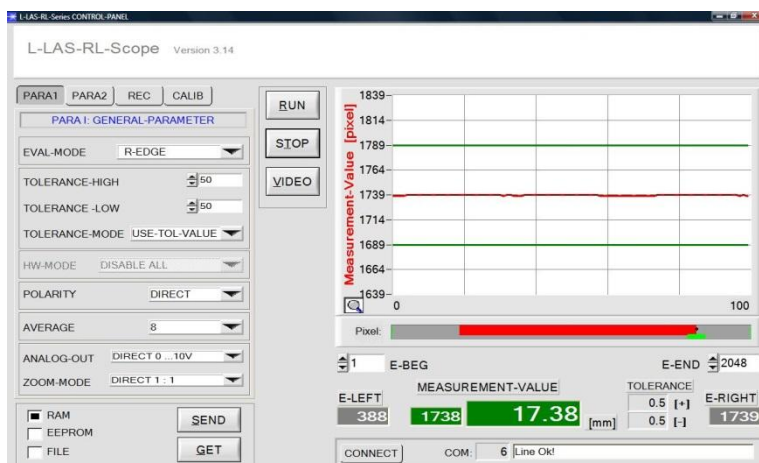 L-LAS-RL-Series CONTROL-PANEL
L-LAS-RL-Scope Version 3.14
PARA1 PARA2 REC CALIB
PARA I: GENERAL-PARAMETER
EVAL-MODE R-EDGE
TOLERANCE-HIGH 50
TOLERANCE -LOW 50
TOLERANCE-MODE USE-TOL-VALUE
HW-MODE DISABLE ALL
POLARITY DIRECT
AVERAGE 8
ANALOG-OUT DIRECT 0 ...10V
ZOOM-MODE DIRECT 1 : 1
RAM
EEPROM
FILE
SEND
GET
RUN
STOP
VIDEO
Measurement-Value [pixel]
1839
1814
1789
1764
1739
1714
1689
1664
1639
0 100
Pixel:
1 E-BEG E-END 2048
E-LEFT MEASUREMENT-VALUE TOLERANCE E-RIGHT
388 1738 17.38 [mm] 0.5 [+] 1739
0.5 [-]
CONNECT COM: 6 Line Ok!